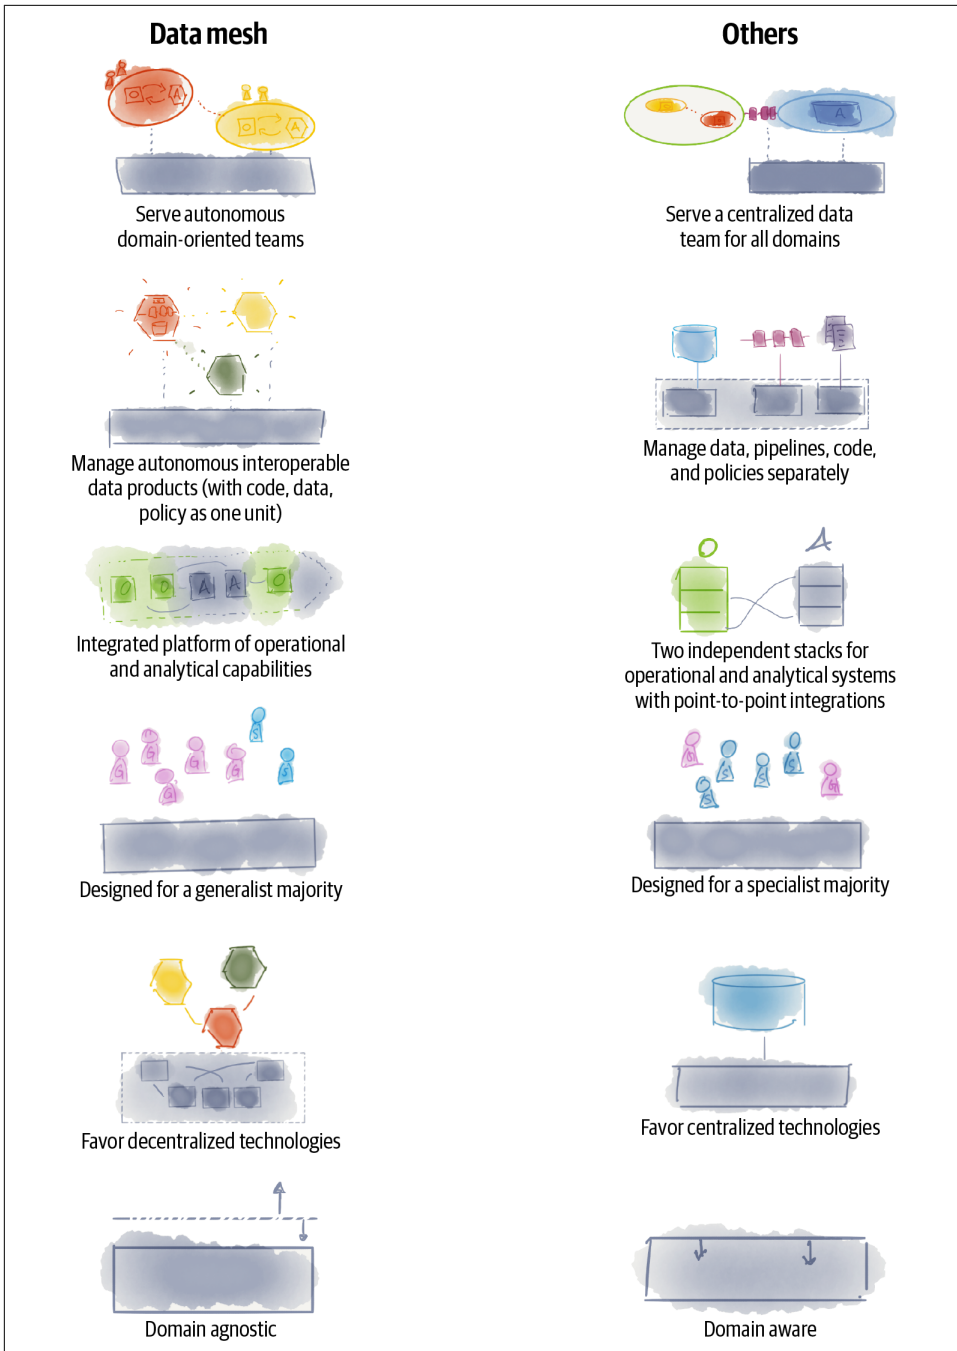 Data mesh
Others
O
A
O
A
A
Serve autonomous
domain-oriented teams
Serve a centralized data
team for all domains
Manage autonomous interoperable
data products (with code, data,
policy as one unit)
Manage data, pipelines, code,
and policies separately
O
O
A
A
O
O
A
Integrated platform of operational
and analytical capabilities
Two independent stacks for
operational and analytical systems
with point-to-point integrations
G
G
G
G
G
S
S
G
S
S
S
S
G
Designed for a generalist majority
Designed for a specialist majority
Favor decentralized technologies
Favor centralized technologies
Domain agnostic
Domain aware